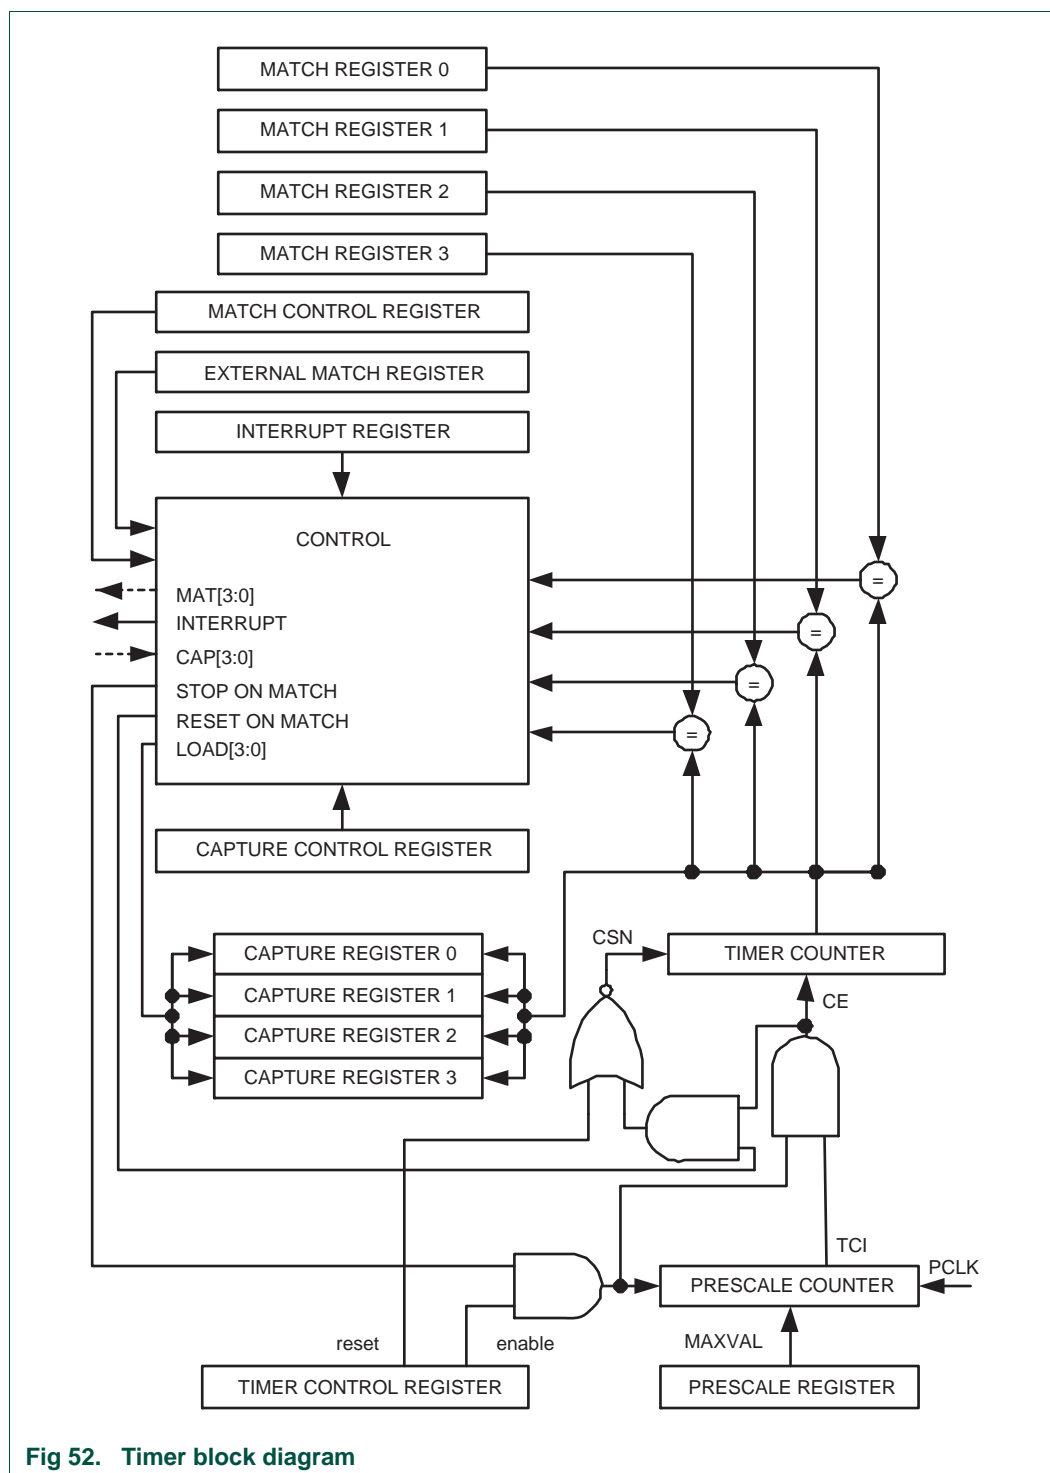 MATCH REGISTER 0
MATCH REGISTER 1
MATCH REGISTER 2
MATCH REGISTER 3
MATCH CONTROL REGISTER
EXTERNAL MATCH REGISTER
INTERRUPT REGISTER
CONTROL
=
MAT[3:0]
INTERRUPT
=
CAP[3:0]
STOP ON MATCH
=
RESET ON MATCH
=
LOAD[3:0]
CAPTURE CONTROL REGISTER
CSN
CAPTURE REGISTER 0
TIMER COUNTER
CAPTURE REGISTER 1
CE
CAPTURE REGISTER 2
CAPTURE REGISTER 3
TCI
PCLK
PRESCALE COUNTER
reset
enable
MAXVAL
TIMER CONTROL REGISTER
PRESCALE REGISTER
Fig 52. Timer block diagram